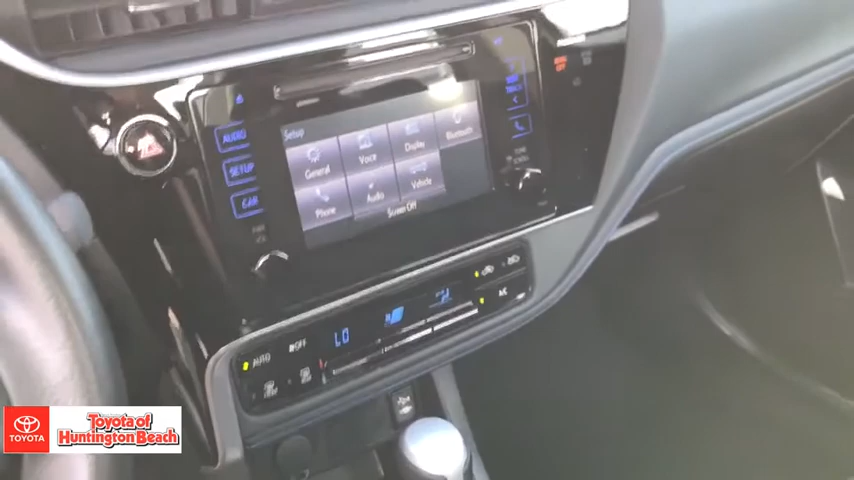 Setup
General
Voice
Display
Bluetooth
Phone
Audio
Vehicle
Screen Off
AUDIO
SETUP
CAR
AUTO
OFF
LO
A/C
TOYOTA
Toyota of
Huntington Beach